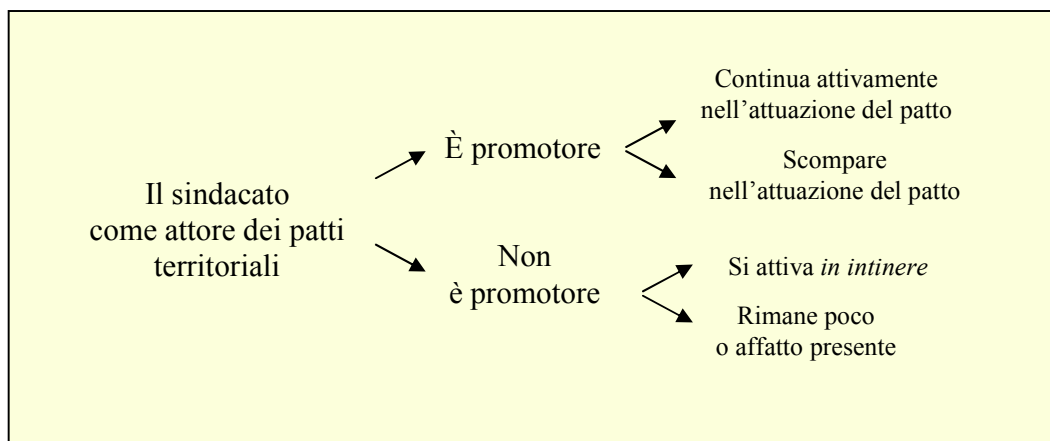 Il sindacato
come attore dei patti
territoriali
È promotore
Continua attivamente
nell’attuazione del patto
Scompare
nell’attuazione del patto
Non
è promotore
Si attiva in intinere
Rimane poco
o affatto presente